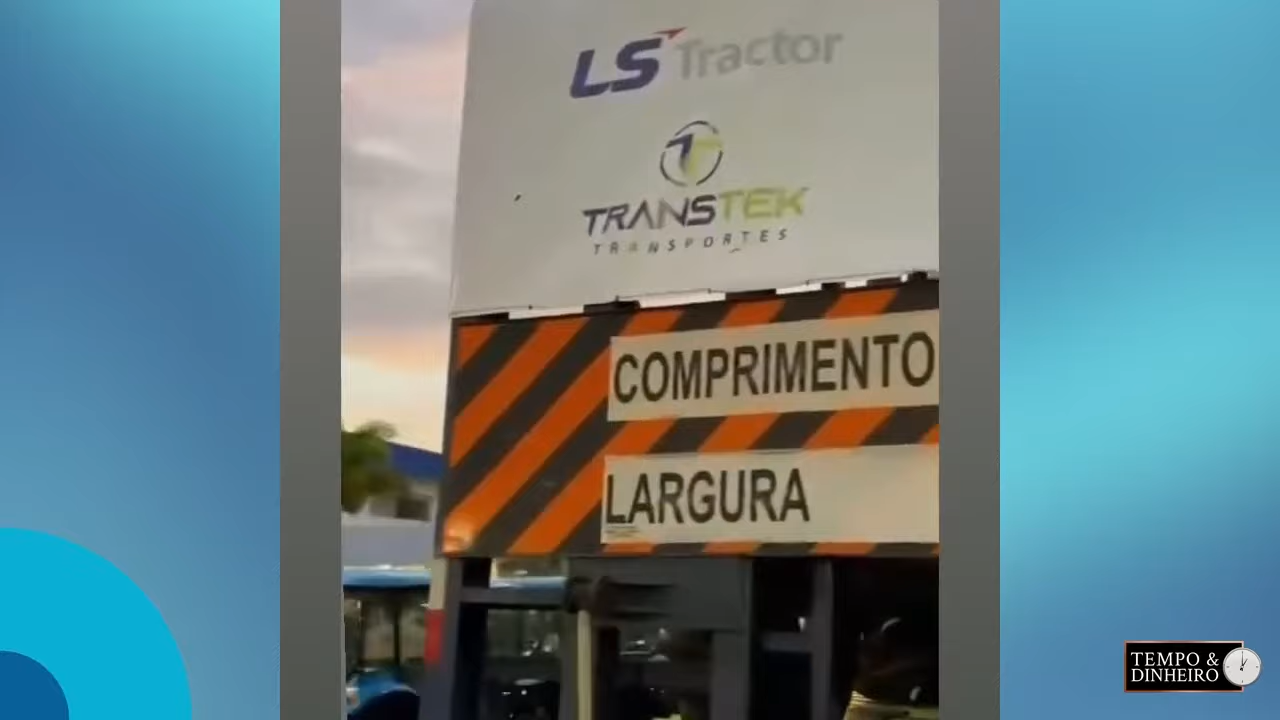 LS Tractor
TRANSTEK
TRANSPORTES
COMPRIMENTO
LARGURA
TEMPO &
DINHEIRO